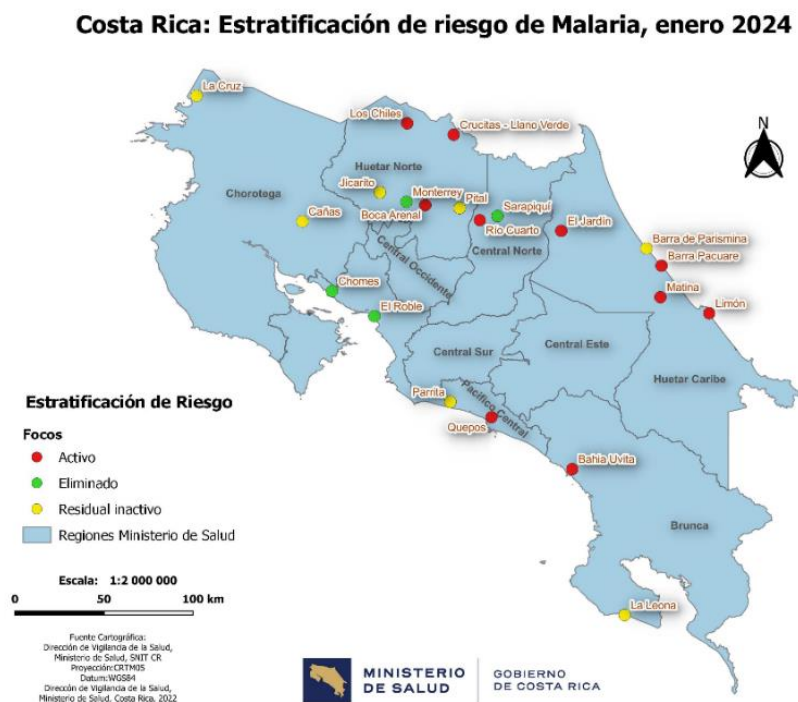 Costa Rica: Estratificación de riesgo de Malaria, enero 2024
La Cruz
Los Chiles
Crucitas - Llano Verde
N
Huetar Norte
Jicarito
Monterrey
Pital
Sarapiquí
Chorotega
Cañas
Boca Arenal
Río Cuarto
El Jardín
Central Norte
Barra de Parismina
Barra Pacuare
Central Occidente
Chomes
Matina
El Roble
Limón
Central Sur
Central Este
Huetar Caribe
Parrita
Pacífico Central
Quepos
Bahía Uvita
Brunca
La Leona
Estratificación de Riesgo
Focos
Activo
Eliminado
Residual inactivo
Regiones Ministerio de Salud
Escala: 1:2 000 000
0 50 100 km
Fuente Cartográfica:
Dirección de Vigilancia de la Salud,
Ministerio de Salud, SNIT CR
Proyección:CRTM05
Datum:WGS84
Dirección de Vigilancia de la Salud,
Ministerio de Salud. Costa Rica. 2022
MINISTERIO
DE SALUD
GOBIERNO
DE COSTA RICA